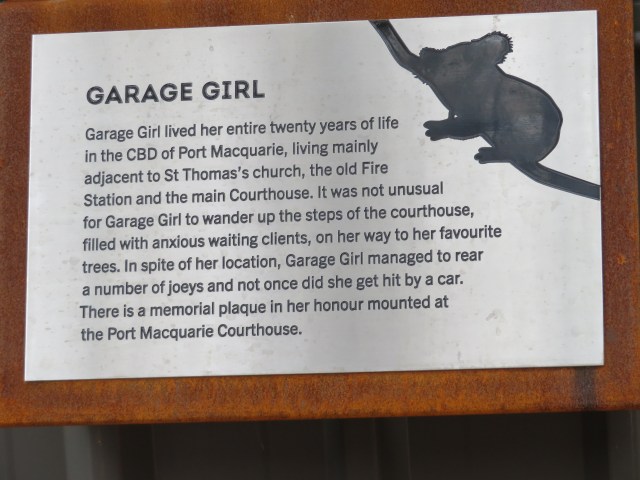 GARAGE GIRL
Garage Girl lived her entire twenty years of life
in the CBD of Port Macquarie, living mainly
adjacent to St Thomas's church, the old Fire
Station and the main Courthouse. It was not unusual
for Garage Girl to wander up the steps of the courthouse,
filled with anxious waiting clients, on her way to her favourite
trees. In spite of her location, Garage Girl managed to rear
a number of joeys and not once did she get hit by a car.
There is a memorial plaque in her honour mounted at
the Port Macquarie Courthouse.